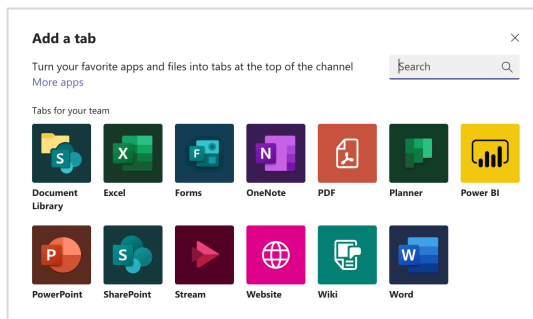 Add a tab
Turn your favorite apps and files into tabs at the top of the channel
Search
More apps
Tabs for your team
S X F N
Document Library Excel Forms OneNote PDF Planner Power BI
P S W
PowerPoint SharePoint Stream Website Wiki Word